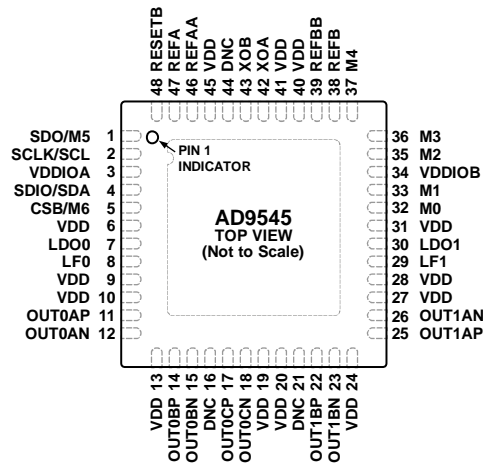 48 RESETB
47 REFA
46 REFAA
45 VDD
44 DNC
43 XOB
42 XOA
41 VDD
40 VDD
39 REFBB
38 REFB
37 M4
SDO/M5 1
SCLK/SCL 2
VDDIOA 3
SDIO/SDA 4
CSB/M6 5
VDD 6
LDO0 7
LF0 8
VDD 9
VDD 10
OUT0AP 11
OUT0AN 12
PIN 1
INDICATOR
AD9545
TOP VIEW
(Not to Scale)
36 M3
35 M2
34 VDDIOB
33 M1
32 M0
31 VDD
30 LDO1
29 LF1
28 VDD
27 VDD
26 OUT1AN
25 OUT1AP
VDD 13
OUT0BP 14
OUT0BN 15
DNC 16
OUT0CP 17
OUT0CN 18
VDD 19
VDD 20
DNC 21
OUT1BP 22
OUT1BN 23
VDD 24